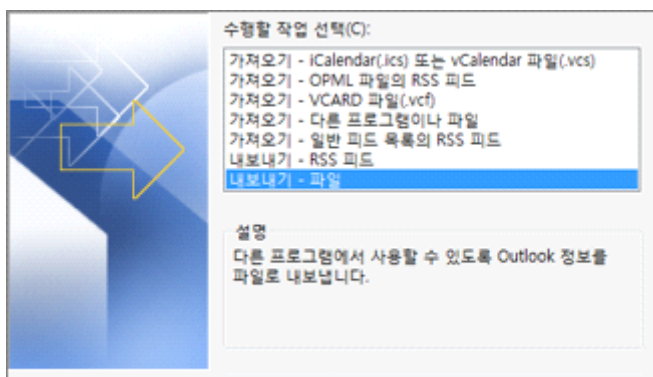 수행할 작업 선택(C):
가져오기 - iCalendar(.ics) 또는 vCalendar 파일(.vcs)
가져오기 - OPML 파일의 RSS 피드
가져오기 - VCARD 파일(.vcf)
가져오기 - 다른 프로그램이나 파일
가져오기 - 일반 피드 목록의 RSS 피드
내보내기 - RSS 피드
내보내기 - 파일
설명
다른 프로그램에서 사용할 수 있도록 Outlook 정보를
파일로 내보냅니다.